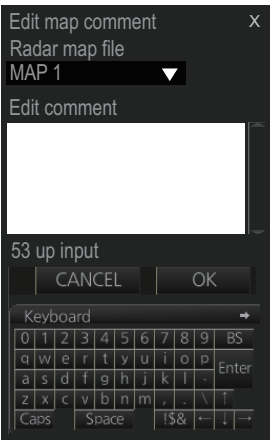 Edit map comment X
Radar map file
MAP 1 ▼
Edit comment
53 up input
CANCEL OK
Keyboard →
0 1 2 3 4 5 6 7 8 9 BS
q w e r t y u i o p
Enter
a s d f g h j k l -
z x c v b n m , . \ ↑
Caps Space !$& ← ↓ →